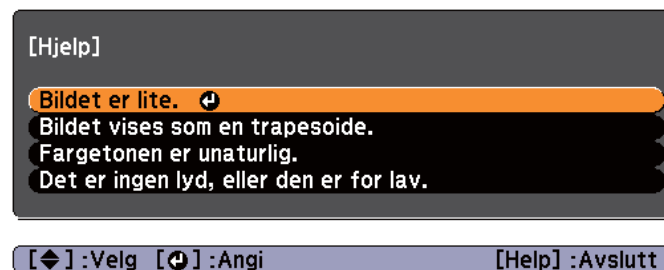 [Hjelp]
Bildet er lite.
Bildet vises som en trapesoide.
Fargetonen er unaturlig.
Det er ingen lyd, eller den er for lav.
[◆] :Velg [⏎] :Angi [Help] :Avslutt